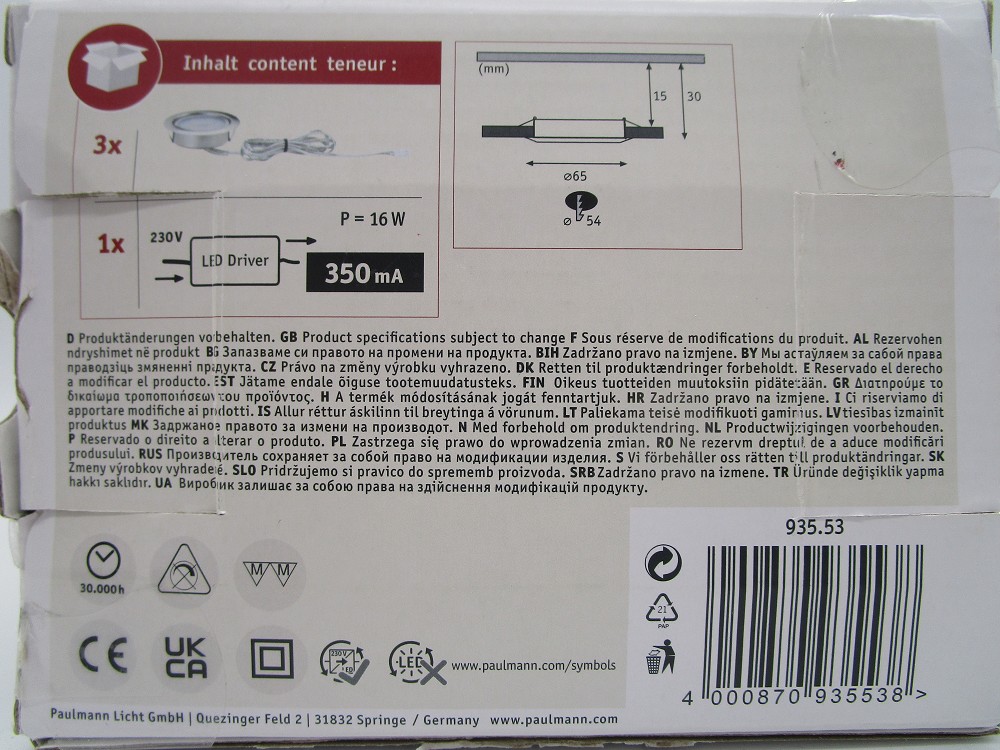 Inhalt content teneur :
3x
1x
230V
LED Driver
P = 16 W
350 mA
(mm)
15
30
⌀65
⌀ 54
D Produktänderungen vorbehalten. GB Product specifications subject to change F Sous réserve de modifications du produit. AL Rezervohen
ndryshimet në produkt BG Запазваме си правото на промени на продукта. BIH Zadržano pravo na izmjene. BY Мы астаўляем за сабой права
праводзіць змяненні прадукта. CZ Právo na změny výrobku vyhrazeno. DK Retten til produktændringer forbeholdt. E Reservado el derecho
a modificar el producto. EST Jätame endale õiguse tootemuudatusteks. FIN Oikeus tuotteiden muutoksiin pidätetään. GR Διατηρούμε το
δικαίωμα τροποποιήσεων του προϊόντος. H A termék módosításának jogát fenntartjuk. HR Zadržano pravo na izmjene. I Ci riserviamo di
apportare modifiche ai prodotti. IS Allur réttur áskilinn til breytinga á vörunum. LT Paliekama teisė modifikuoti gaminius. LV tiesības izmainīt
produktus MK Задржано правото за измени на производот. N Med forbehold om produktendring. NL Productwijzigingen voorbehouden.
P Reservado o direito a alterar o produto. PL Zastrzega się prawo do wprowadzenia zmian. RO Ne rezervm dreptul de a aduce modificări
produsului. RUS Производитель сохраняет за собой право на модификации изделия. S Vi förbehåller oss rätten till produktändringar. SK
Zmeny výrobkov vyhradené. SLO Pridržujemo si pravico do sprememb proizvoda. SRB Zadržano pravo na izmene. TR Üründe değişiklik yapma
hakkı saklıdır. UA Виробник залишає за собою права на здійснення модифікацій продукту.
30.000h
M M
935.53
21
PAP
CE
UK
CA
230 V
LED
LED
www.paulmann.com/symbols
4 000870 935538 >
Paulmann Licht GmbH | Quezinger Feld 2 | 31832 Springe / Germany www.paulmann.com